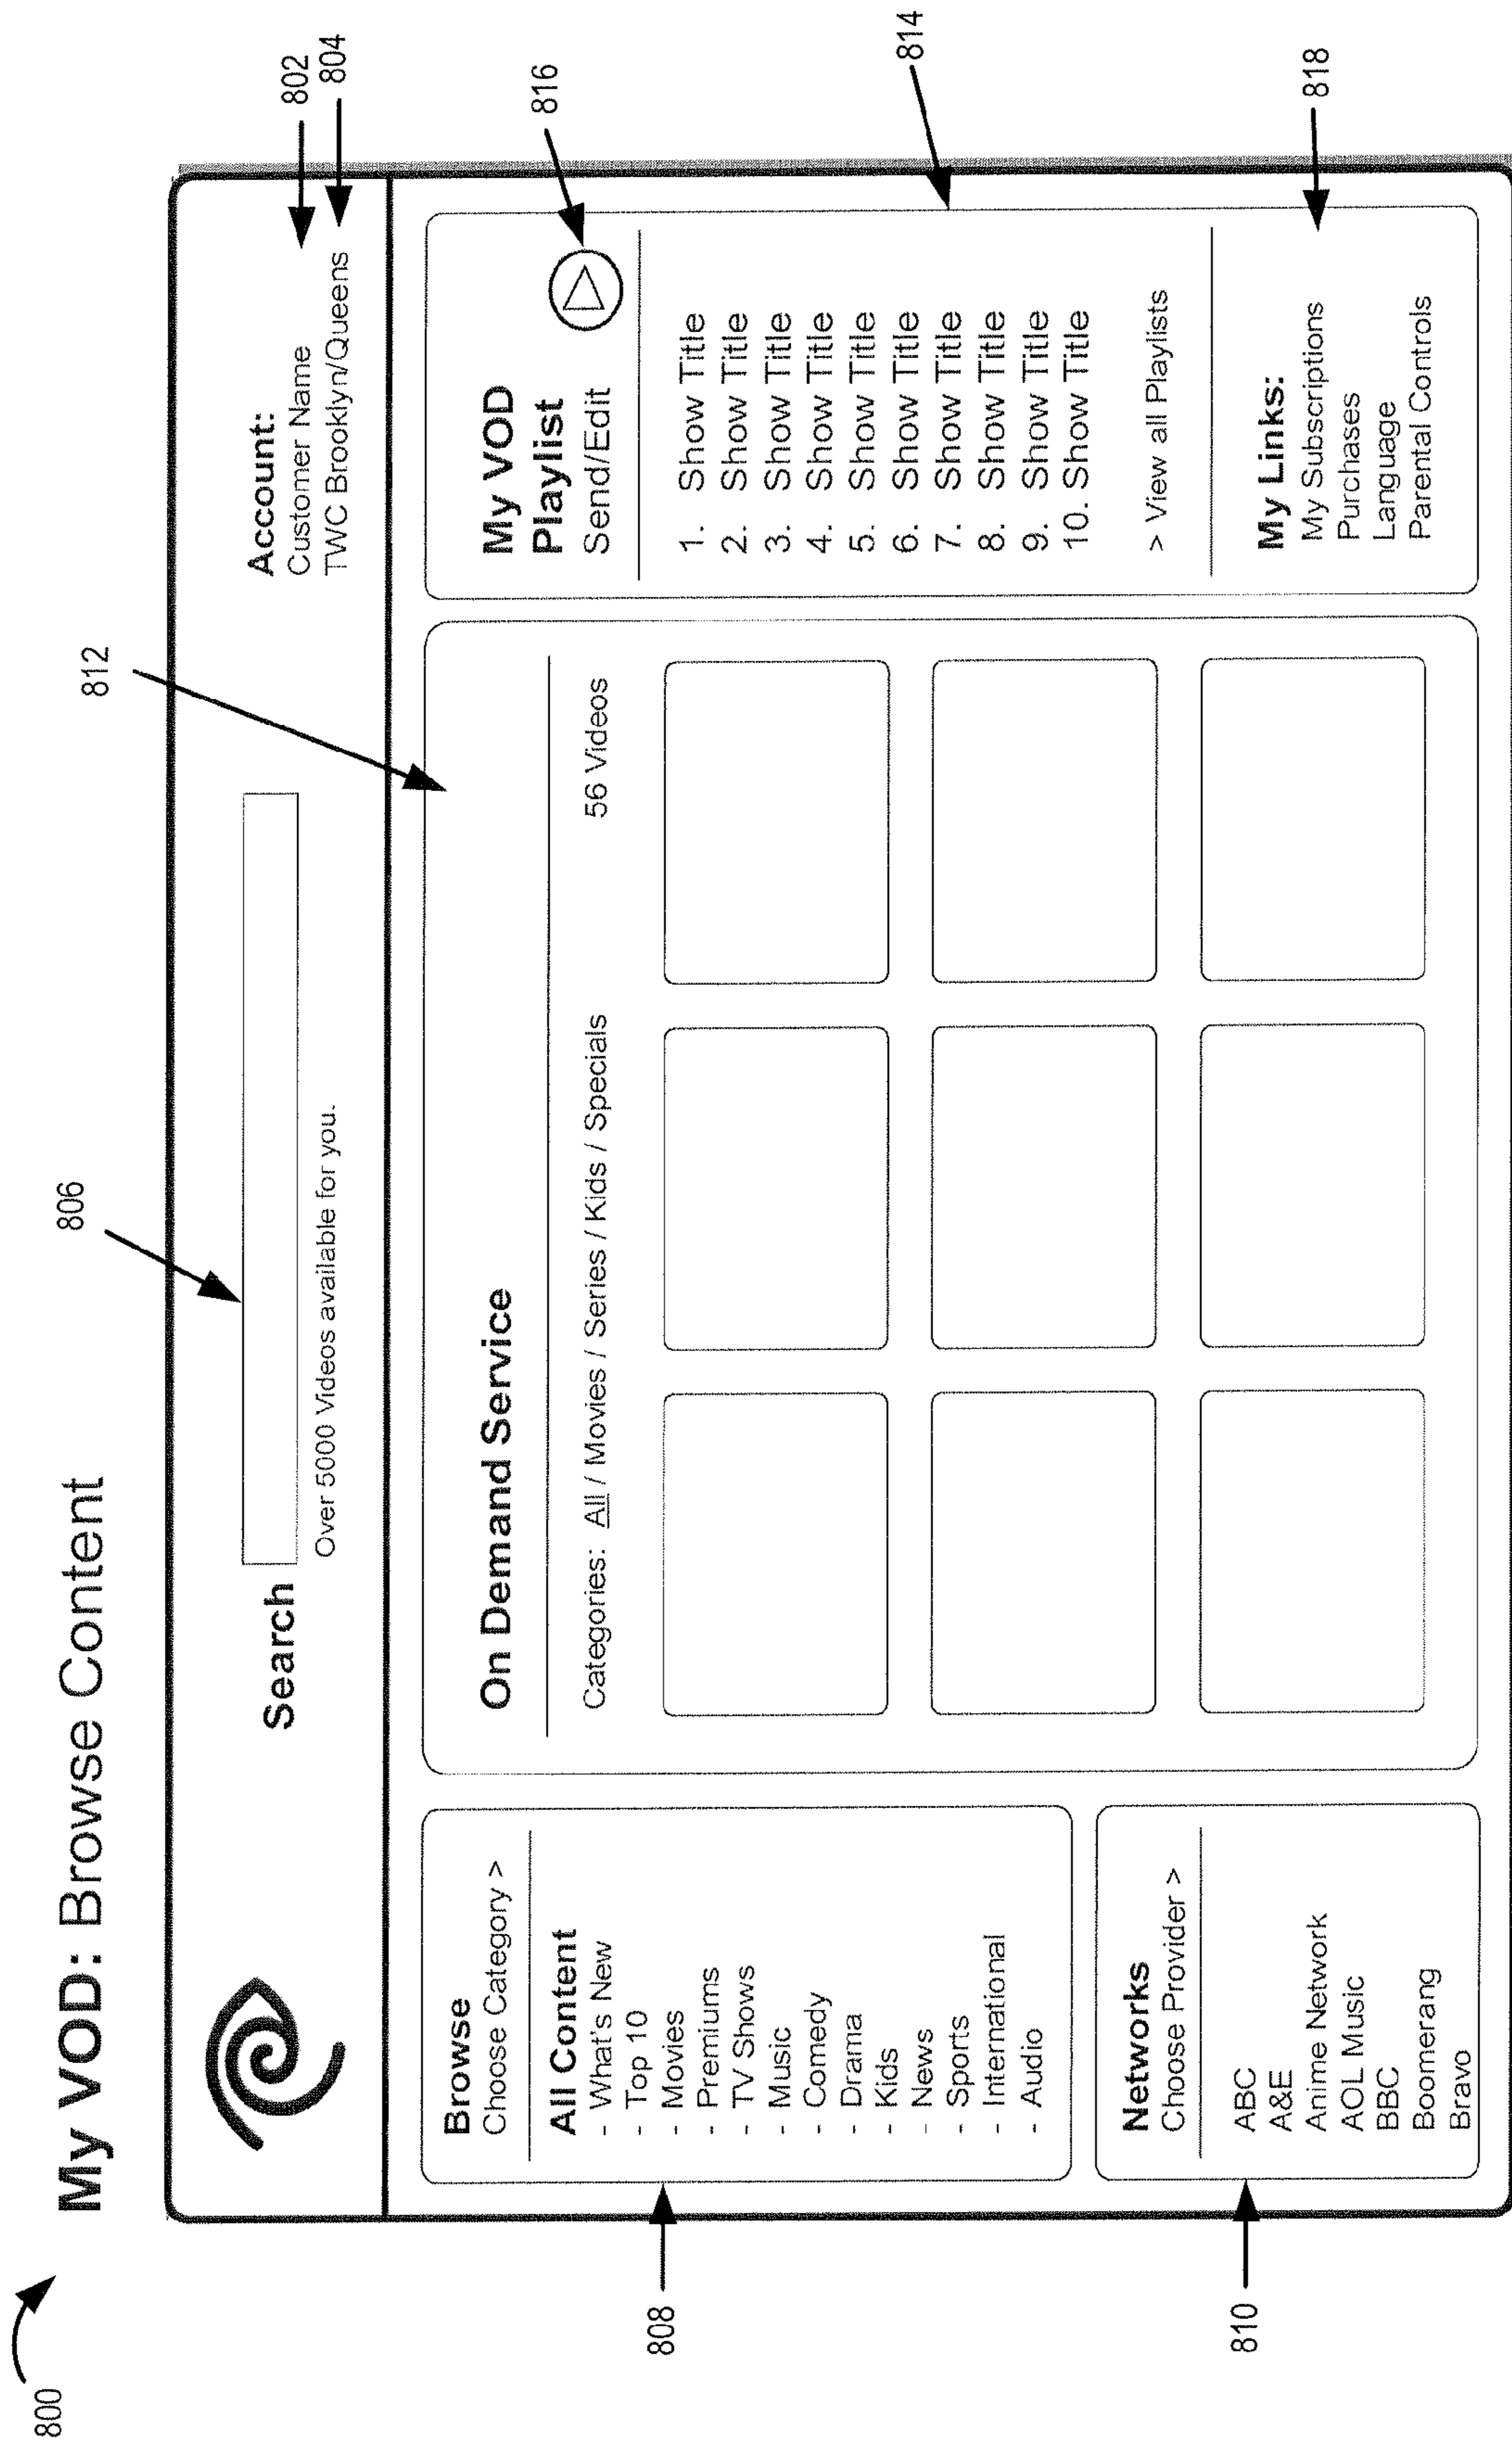 800
My VOD: Browse Content
806
812
802
804
Search
Over 5000 Videos available for you.
Account:
Customer Name
TWC Brooklyn/Queens
808
Browse
Choose Category >
All Content
- What's New
- Top 10
- Movies
- Premiums
- TV Shows
- Music
- Comedy
- Drama
- Kids
- News
- Sports
- International
- Audio
810
Networks
Choose Provider >
ABC
A&E
Anime Network
AOL Music
BBC
Boomerang
Bravo
On Demand Service
Categories: All / Movies / Series / Kids / Specials
56 Videos
816
My VOD
Playlist
Send/Edit
814
1. Show Title
2. Show Title
3. Show Title
4. Show Title
5. Show Title
6. Show Title
7. Show Title
8. Show Title
9. Show Title
10. Show Title
> View all Playlists
818
My Links:
My Subscriptions
Purchases
Language
Parental Controls